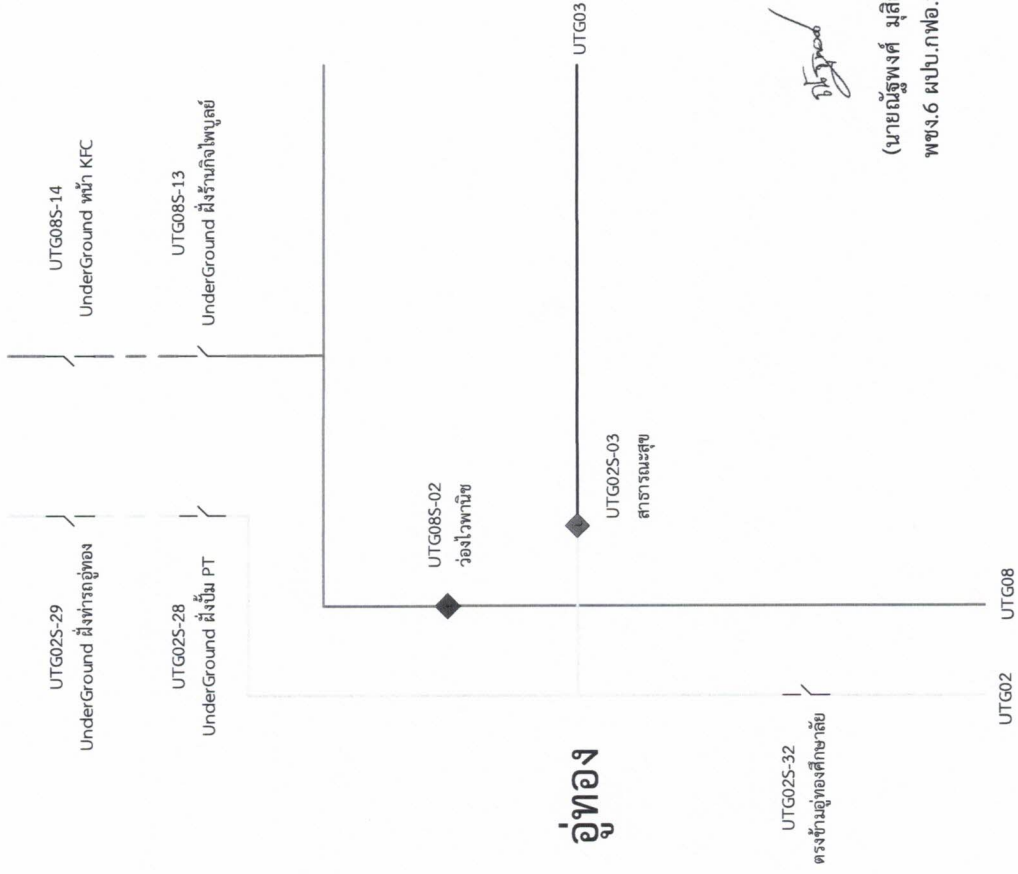 UTG08S-14
UnderGround หน้า KFC
UTG08S-13
UnderGround ฝั่งร้านกิจไพบูลย์
UTG02S-29
UnderGround ฝั่งท่ารถอู่ทอง
UTG02S-28
UnderGround ฝั่งปั๊ม PT
UTG08S-02
ว่องไวพานิช
UTG02S-03
สาธารณะสุข
UTG03
อู่ทอง
UTG02S-32
ตรงข้ามอู่ทองศึกษาลัย
UTG02
UTG08
(นายณัฐพงศ์ มุสิ
พชง.6 ผปบ.กฟอ.